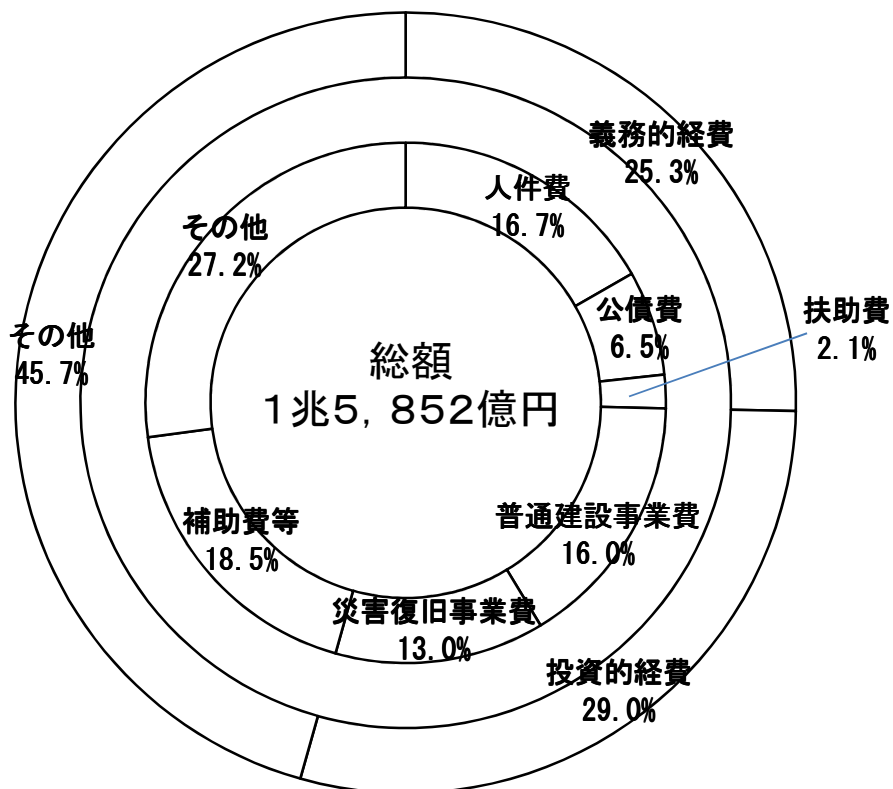 義務的経費
25.3%
人件費
16.7%
その他
27.2%
公債費
6.5%
扶助費
2.1%
その他
45.7%
総額
１兆５,８５２億円
普通建設事業費
16.0%
補助費等
18.5%
災害復旧事業費
13.0%
投資的経費
29.0%